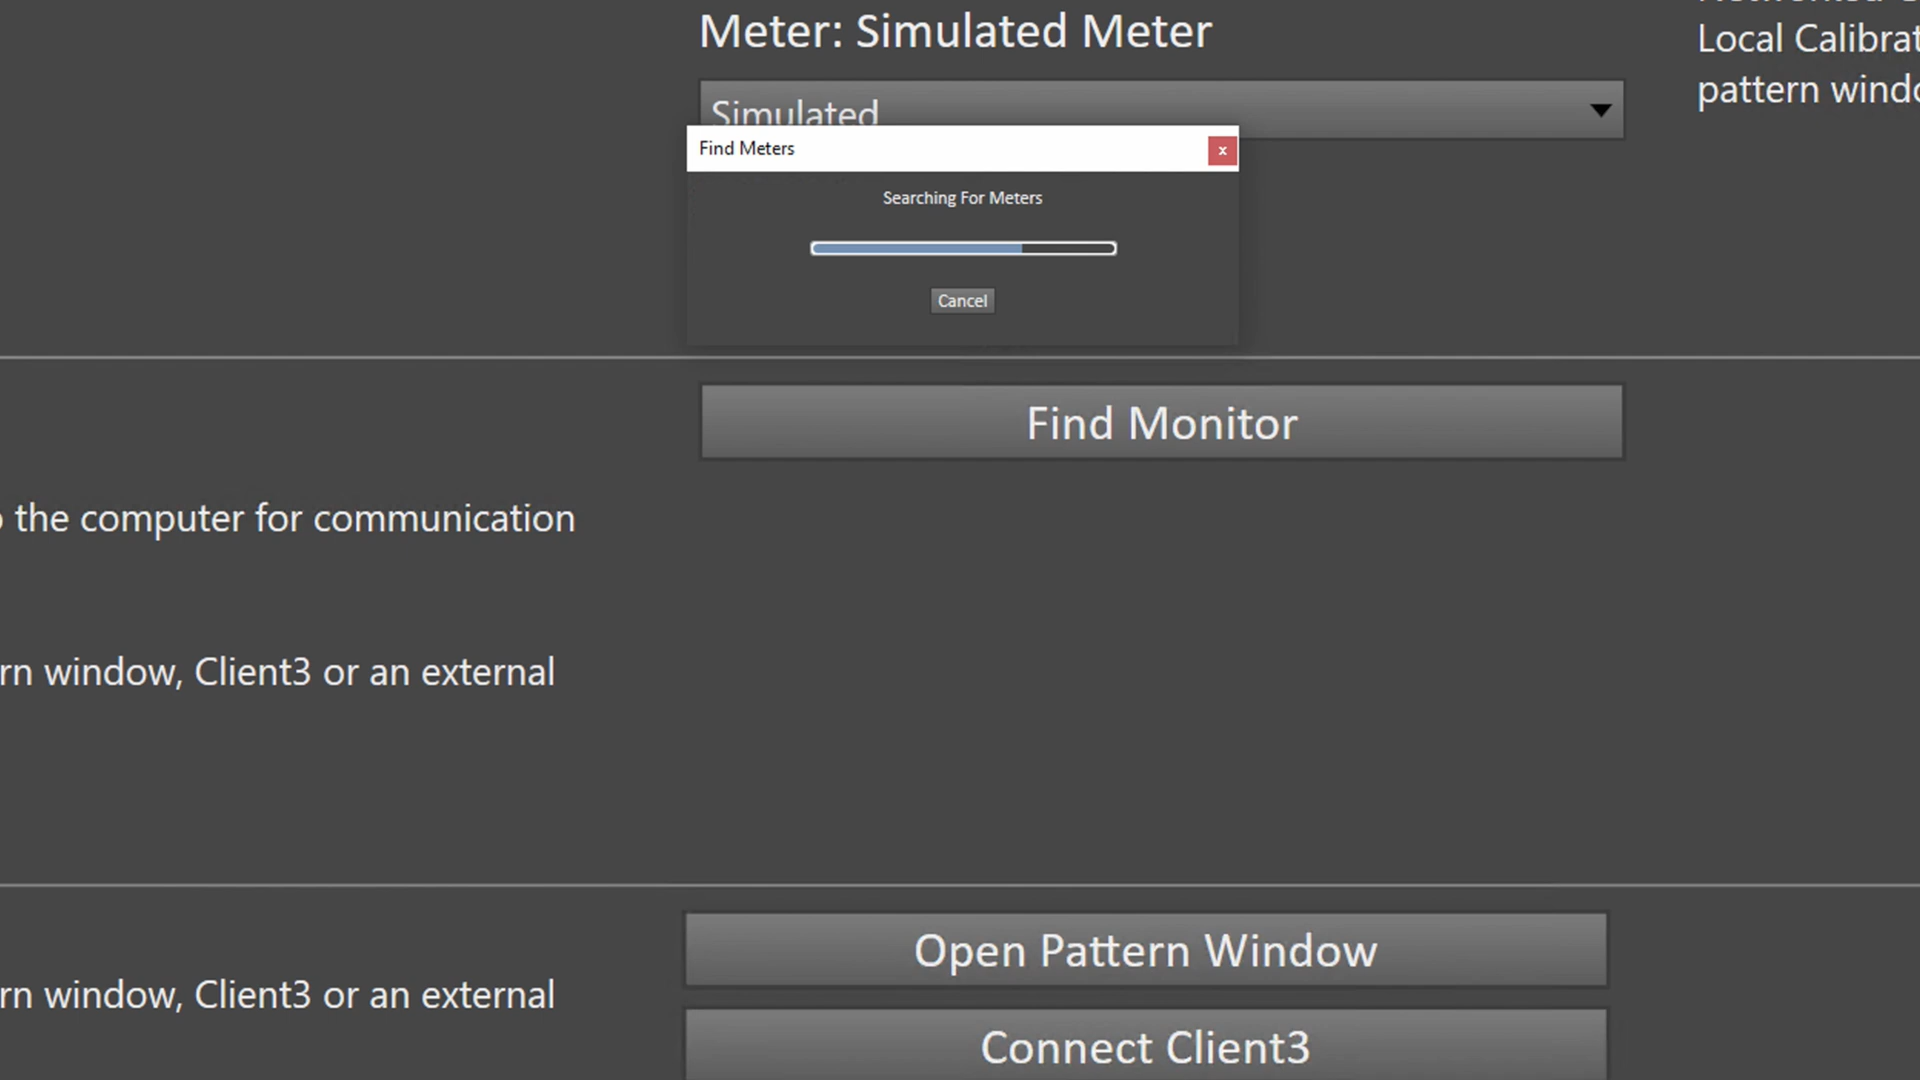 Meter: Simulated Meter
Local Calibrat
pattern windo
Simulated
Find Meters
x
Searching For Meters
Cancel
Find Monitor
the computer for communication
rn window, Client3 or an external
Open Pattern Window
rn window, Client3 or an external
Connect Client3